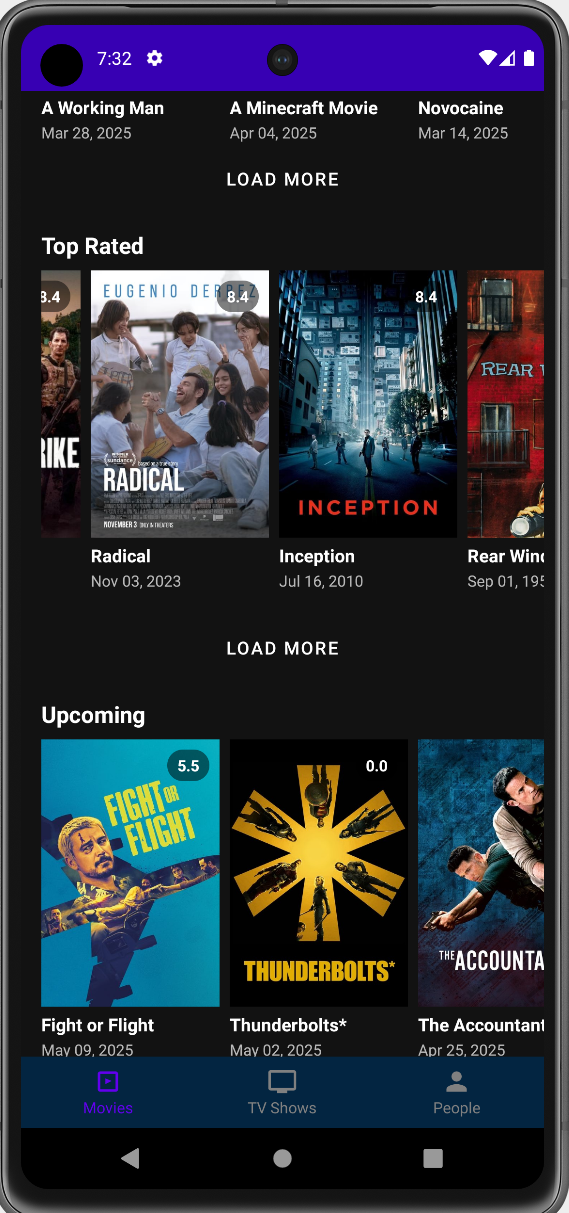 7:32
A Working Man
A Minecraft Movie
Novocaine
Mar 28, 2025
Apr 04, 2025
Mar 14, 2025
LOAD MORE
Top Rated
8.4
RIKE
EUGENIO DERBEZ
8.4
sundance
RADICAL
NOVEMBER 3 ONLY IN THEATERS
8.4
INCEPTION
REAR
Radical
Inception
Rear Wind
Nov 03, 2023
Jul 16, 2010
Sep 01, 195
LOAD MORE
Upcoming
5.5
FIGHT OR
FLIGHT
0.0
THUNDERBOLTS*
THE ACCOUNTA
Fight or Flight
Thunderbolts*
The Accountant
May 09, 2025
May 02, 2025
Apr 25, 2025
Movies
TV Shows
People